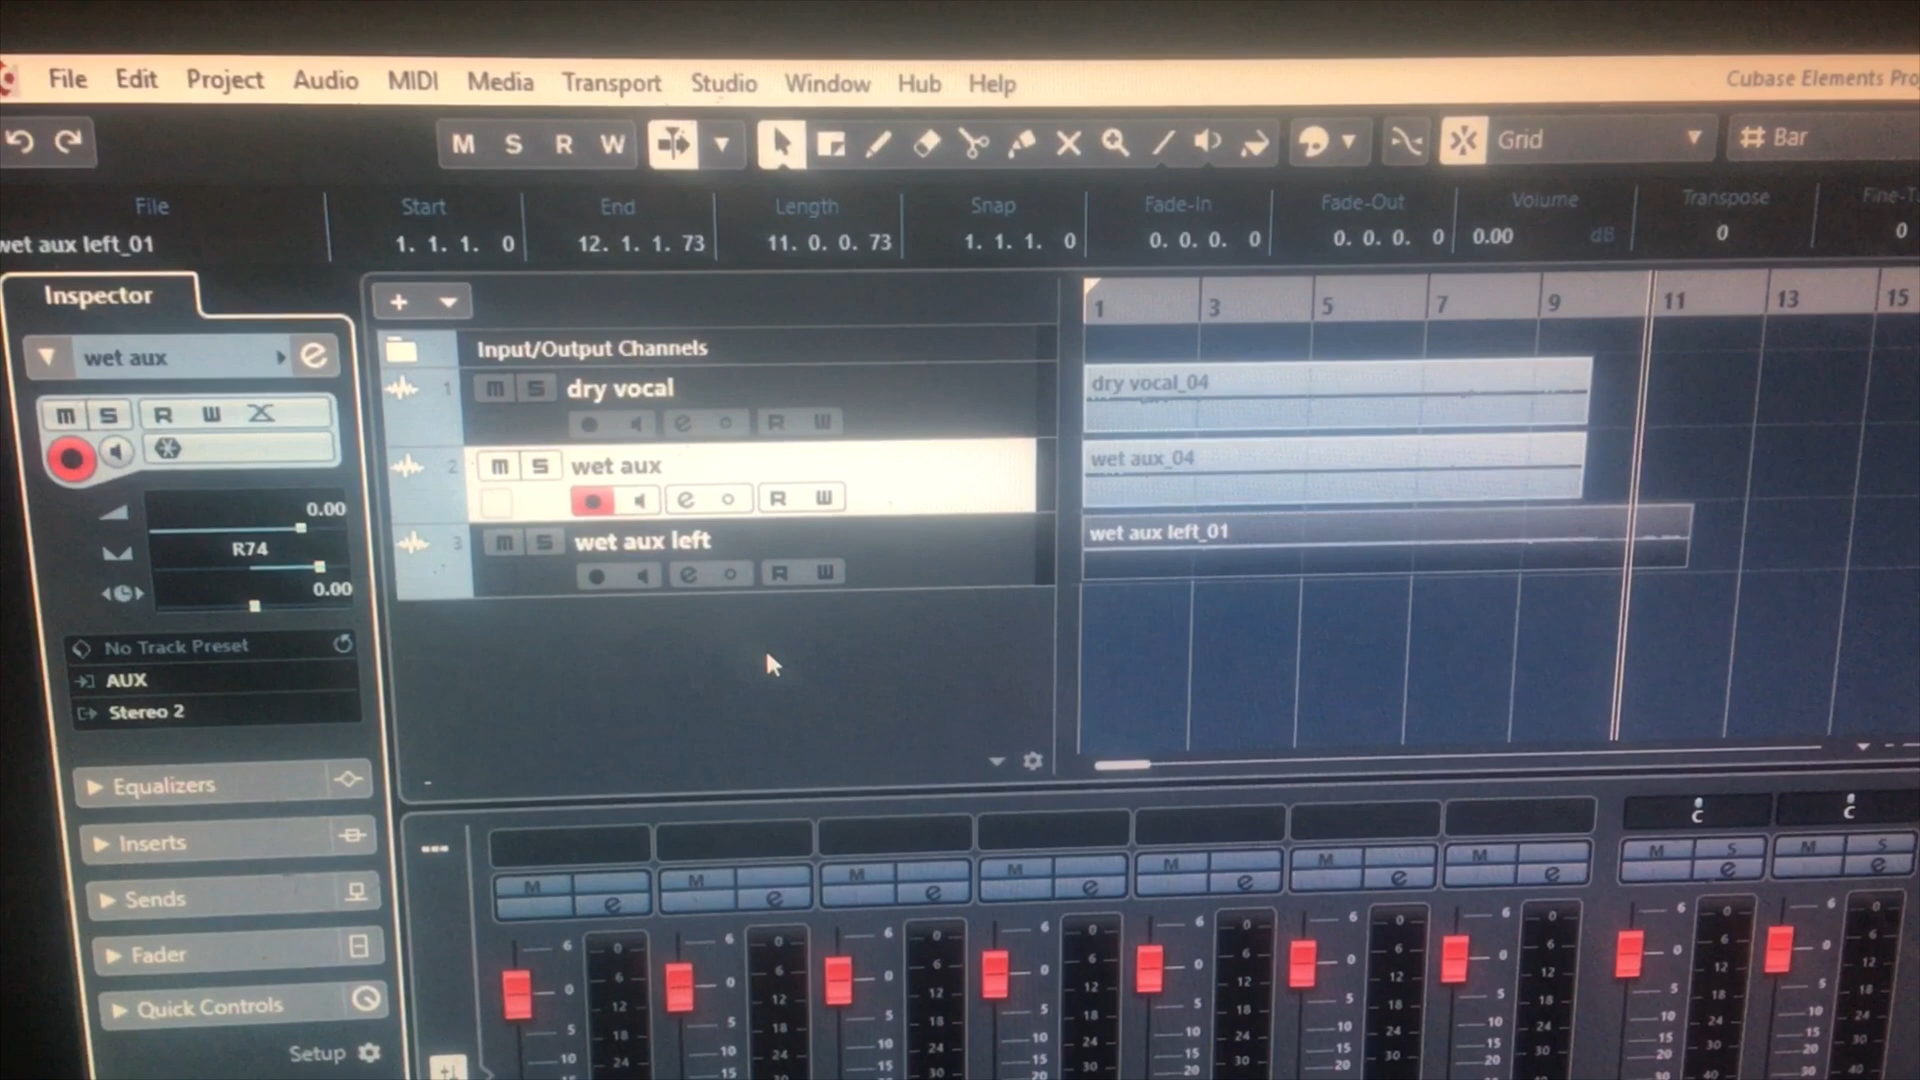 File Edit Project Audio MIDI Media Transport Studio Window Hub Help
Cubase Elements Pro
M S R W
Grid
Bar
File Start End Length Snap Fade-In Fade-Out Volume Transpose Fine-T
wet aux left_01 1. 1. 1. 0 12. 1. 1. 73 11. 0. 0. 73 1. 1. 1. 0 0. 0. 0. 0 0. 0. 0. 0 0.00 dB 0 0
Inspector
1 3 5 7 9 11 13 15
wet aux
Input/Output Channels
m S R W
1 m S dry vocal
R W
dry vocal_04
2 m S wet aux
R W
wet aux_04
3 m S wet aux left
R W
wet aux left_01
0.00
R74
0.00
No Track Preset
AUX
Stereo 2
Equalizers
Inserts
Sends
Fader
Quick Controls
Setup
C C
M e M e M e M e M e M e M e M S e M S e